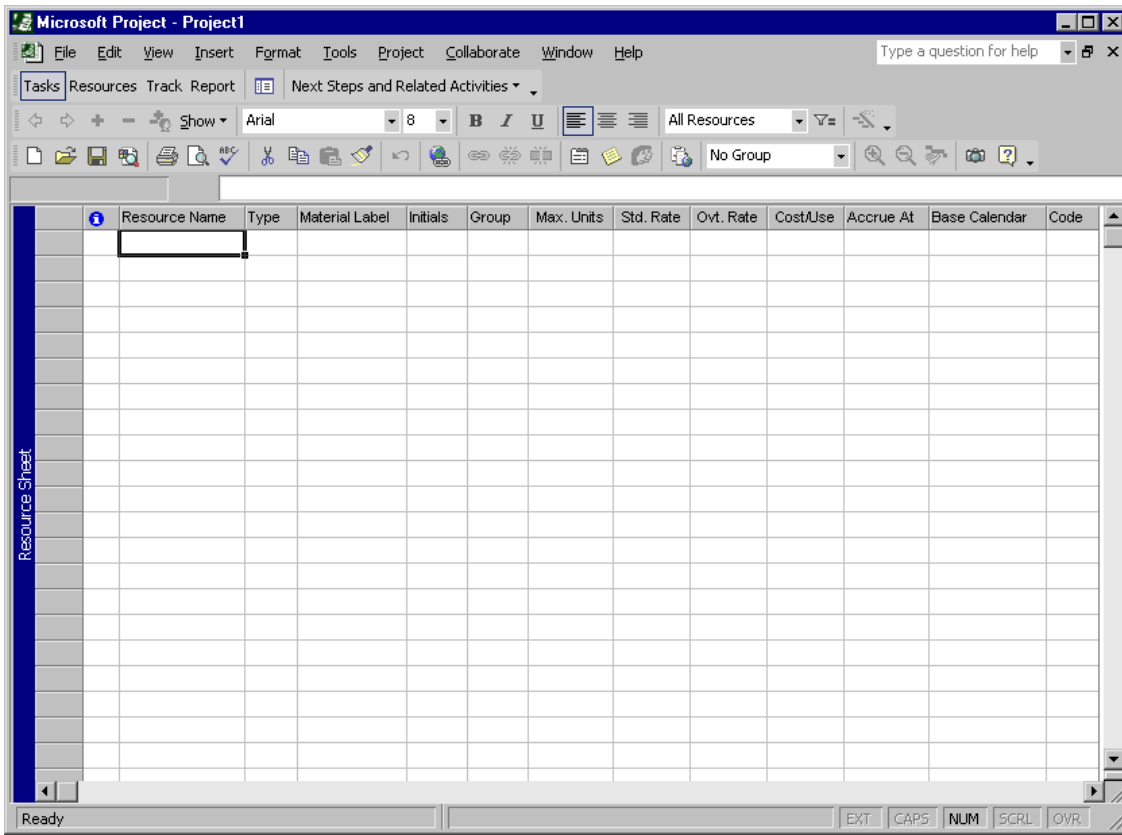 Microsoft Project - Project1
File Edit View Insert Format Tools Project Collaborate Window Help Type a question for help
Tasks Resources Track Report Next Steps and Related Activities
Show Arial 8 B I U All Resources
ABC No Group
Resource Name Type Material Label Initials Group Max. Units Std. Rate Ovt. Rate Cost/Use Accrue At Base Calendar Code
Resource Sheet
Ready EXT CAPS NUM SCRL OVR